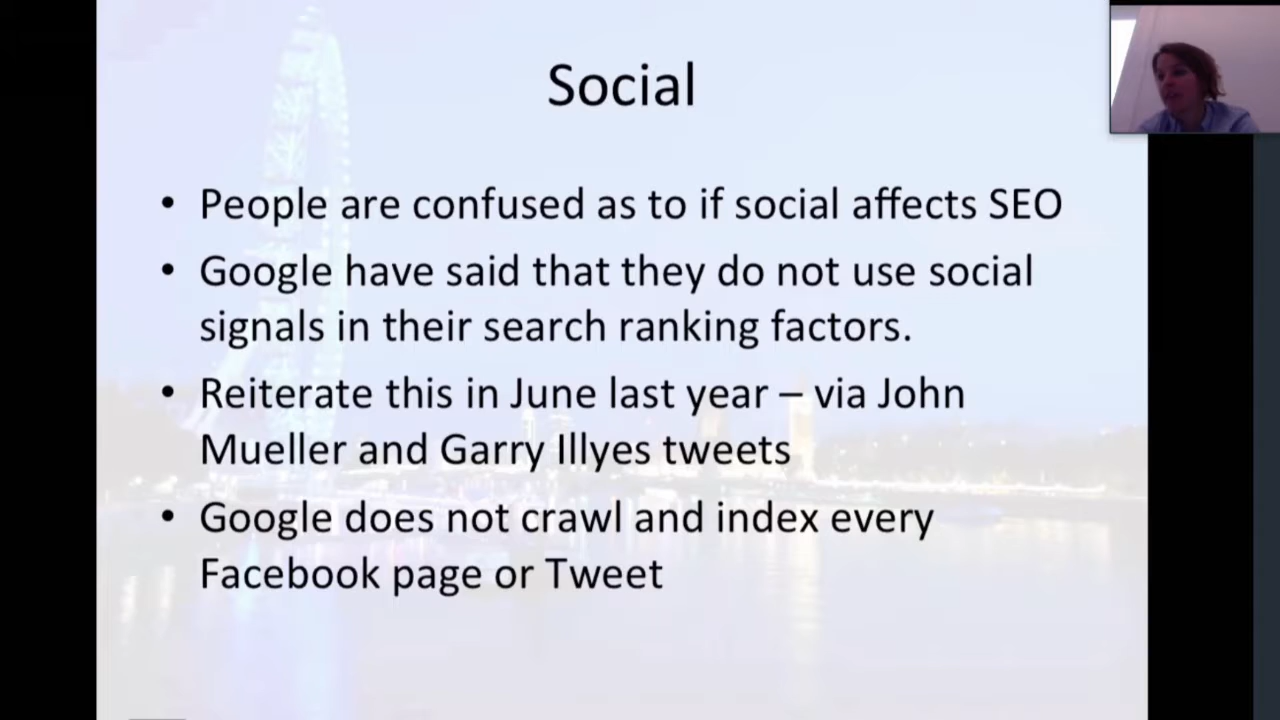 Social
• People are confused as to if social affects SEO
• Google have said that they do not use social
signals in their search ranking factors.
• Reiterate this in June last year – via John
Mueller and Garry Illyes tweets
• Google does not crawl and index every
Facebook page or Tweet